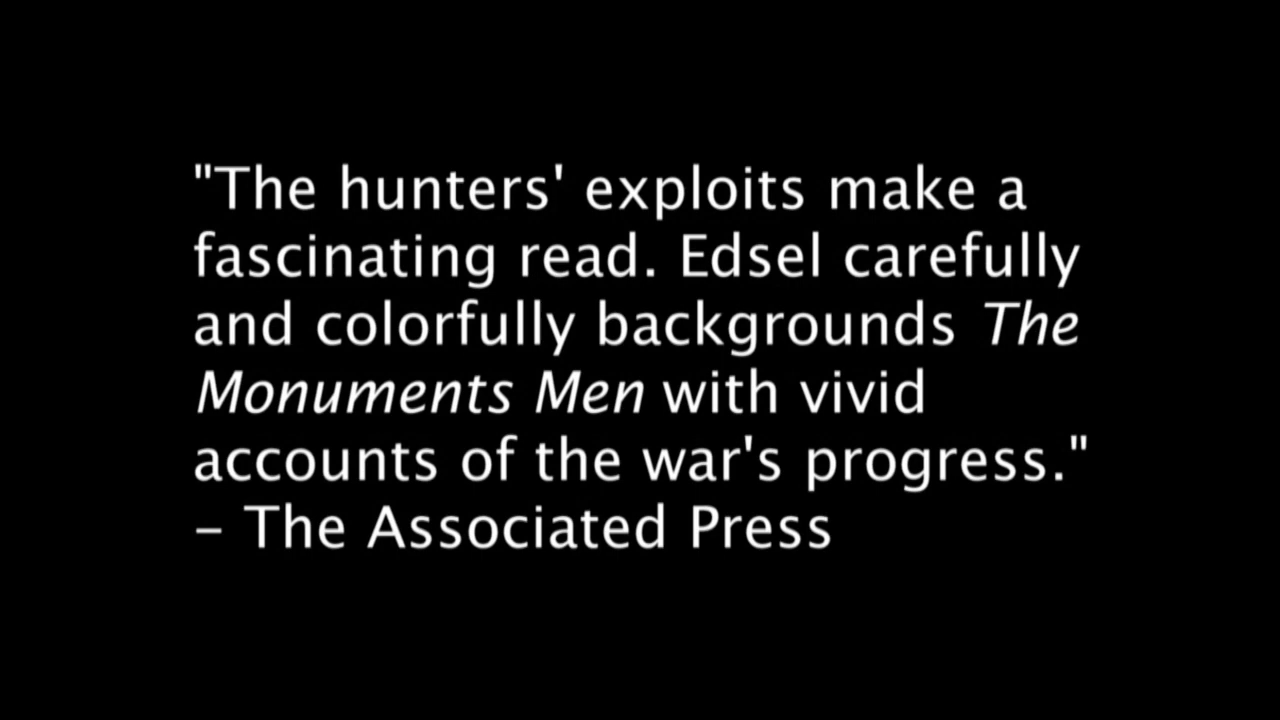 "The hunters' exploits make a
fascinating read. Edsel carefully
and colorfully backgrounds The
Monuments Men with vivid
accounts of the war's progress."
– The Associated Press